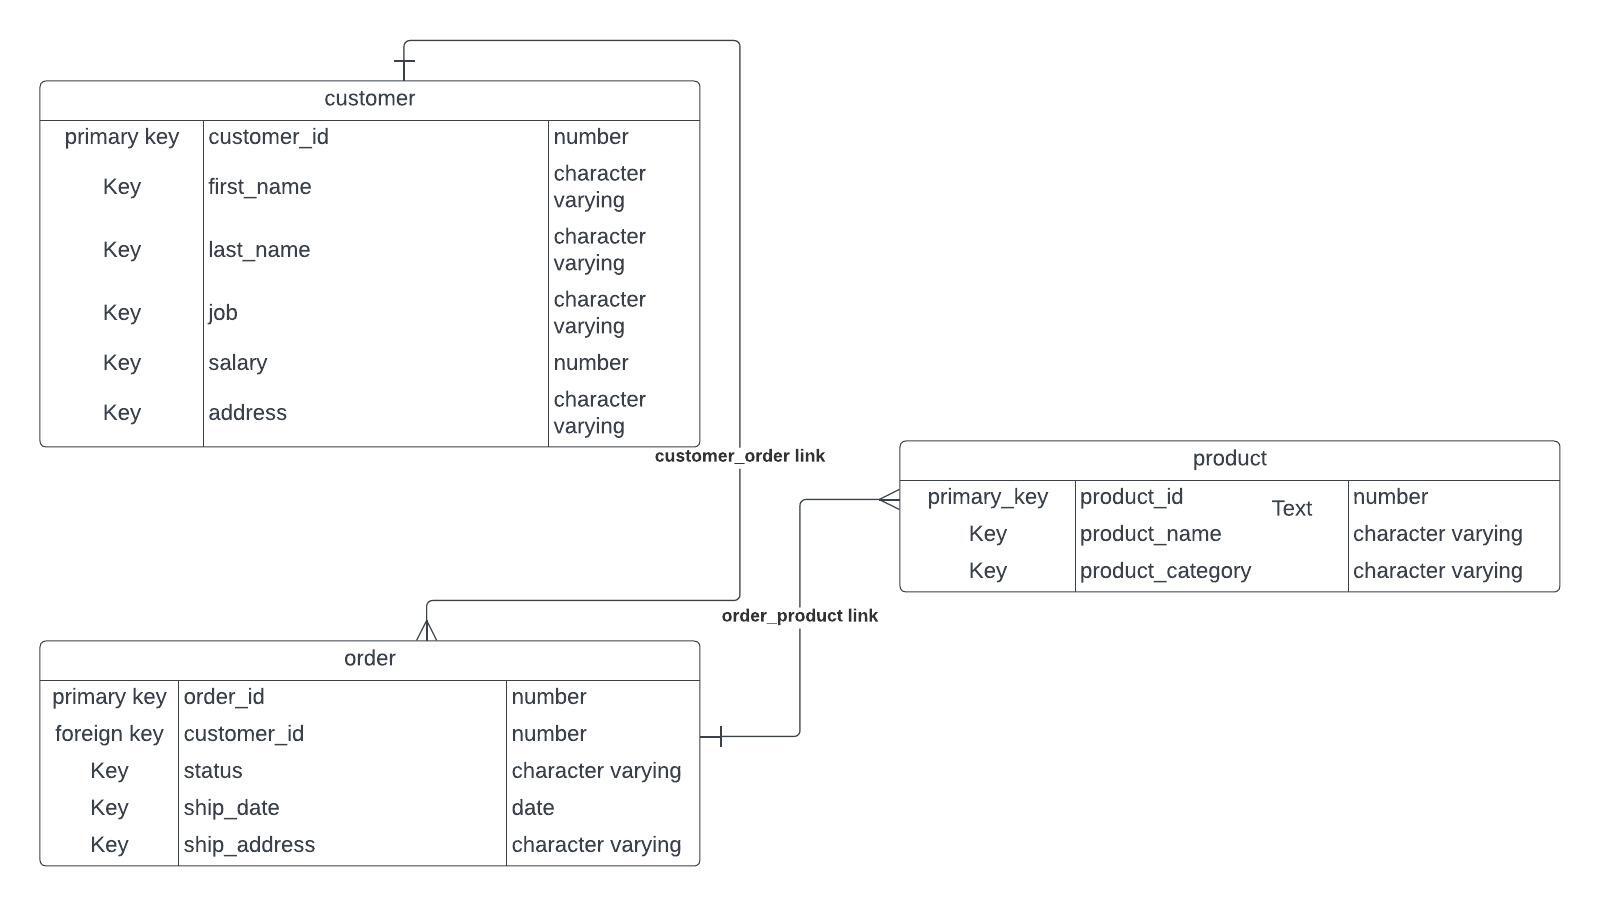 customer
primary key customer_id number
Key first_name character
varying
Key last_name character
varying
Key job character
varying
Key salary number
Key address character
varying
customer_order link
product
primary_key product_id Text number
Key product_name character varying
Key product_category character varying
order_product link
order
primary key order_id number
foreign key customer_id number
Key status character varying
Key ship_date date
Key ship_address character varying